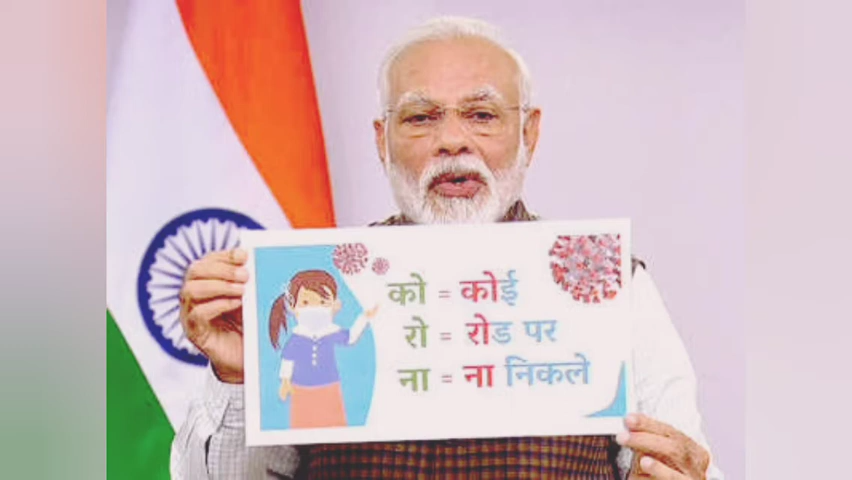 को = कोई
रो = रोड पर
ना = ना निकले